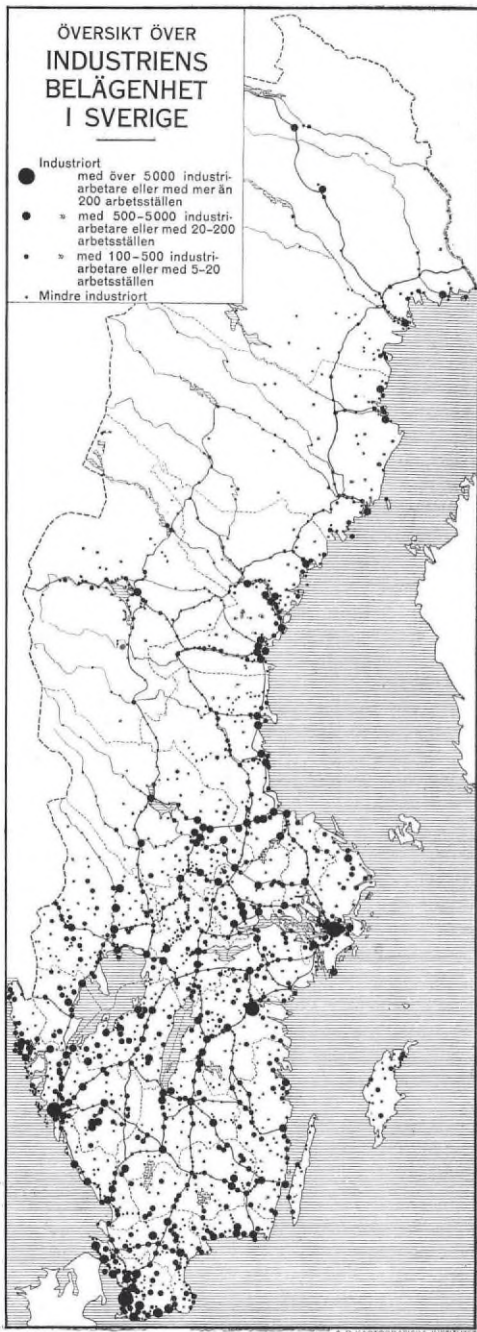 ÖVERSIKT ÖVER
INDUSTRIENS
BELÄGENHET
I SVERIGE
Industriort
med över 5000 industri-
arbetare eller med mer än
200 arbetsställen
» med 500–5000 industri-
arbetare eller med 20–200
arbetsställen
» med 100–500 industri-
arbetare eller med 5–20
arbetsställen
Mindre industriort